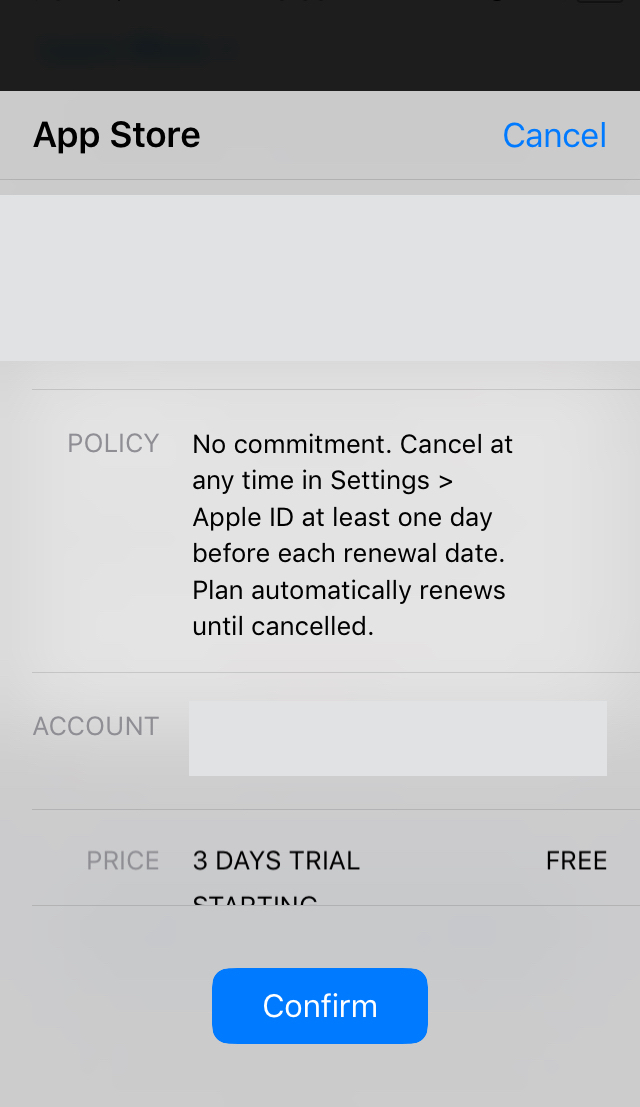 App Store
Cancel
POLICY
No commitment. Cancel at
any time in Settings >
Apple ID at least one day
before each renewal date.
Plan automatically renews
until cancelled.
ACCOUNT
PRICE
3 DAYS TRIAL
FREE
STARTING
Confirm